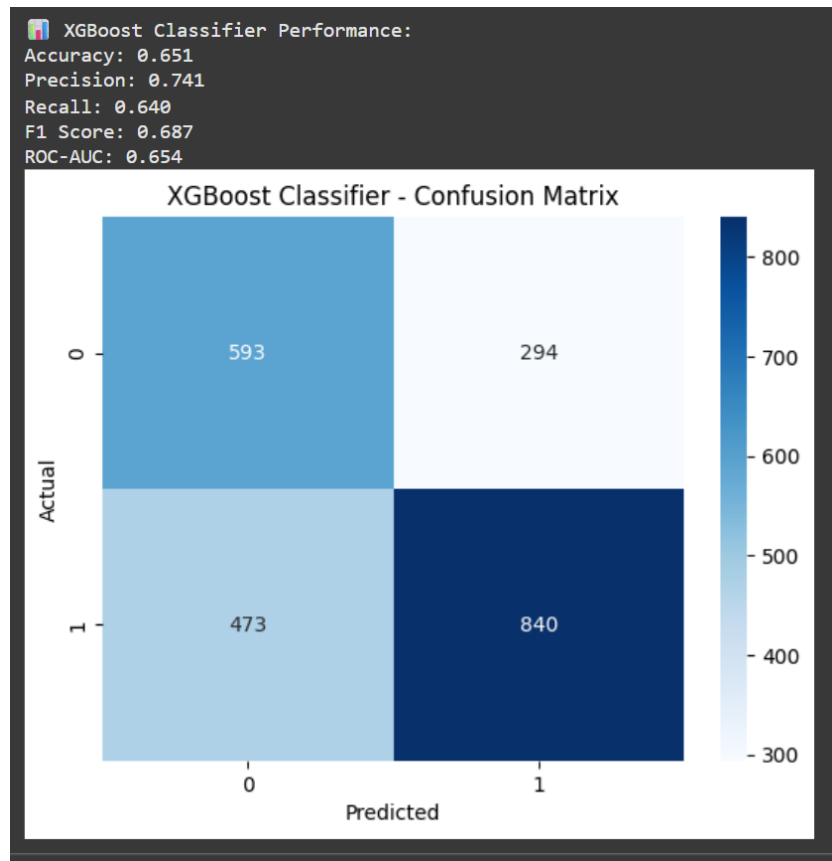 📊 XGBoost Classifier Performance:
Accuracy: 0.651
Precision: 0.741
Recall: 0.640
F1 Score: 0.687
ROC-AUC: 0.654
XGBoost Classifier - Confusion Matrix
0
593
294
1
473
840
0
1
Actual
Predicted
800
700
600
500
400
300